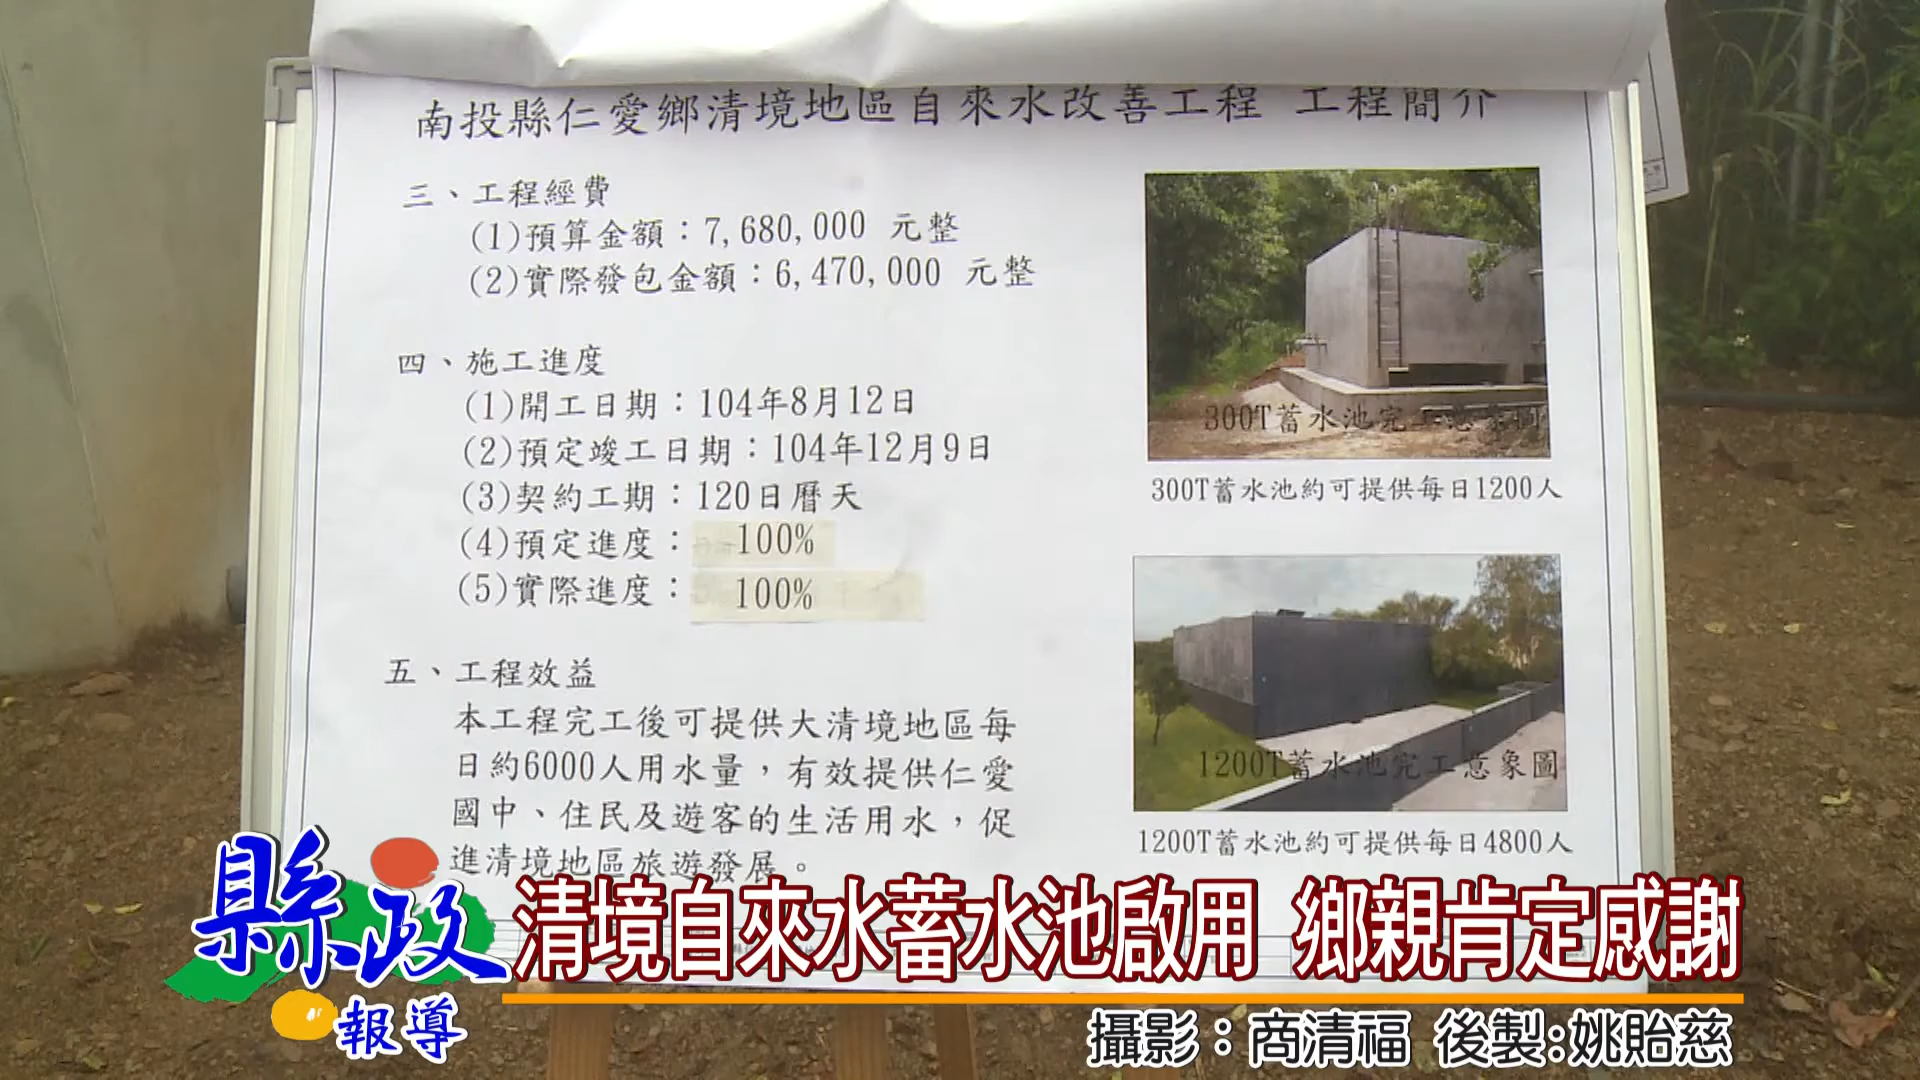 南投縣仁愛鄉清境地區自來水改善工程 工程簡介
三、工程經費
(1)預算金額：7,680,000 元整
(2)實際發包金額：6,470,000 元整
四、施工進度
(1)開工日期：104年8月12日
(2)預定竣工日期：104年12月9日
(3)契約工期：120日曆天
(4)預定進度：100%
(5)實際進度：100%
五、工程效益
本工程完工後可提供大清境地區每
日約6000人用水量，有效提供仁愛
國中、住民及遊客的生活用水，促
進清境地區旅遊發展。
300T蓄水池完工意象圖
300T蓄水池約可提供每日1200人
1200T蓄水池完工意象圖
1200T蓄水池約可提供每日4800人
縣政
報導
清境自來水蓄水池啟用 鄉親肯定感謝
攝影：商清福 後製:姚貽慈